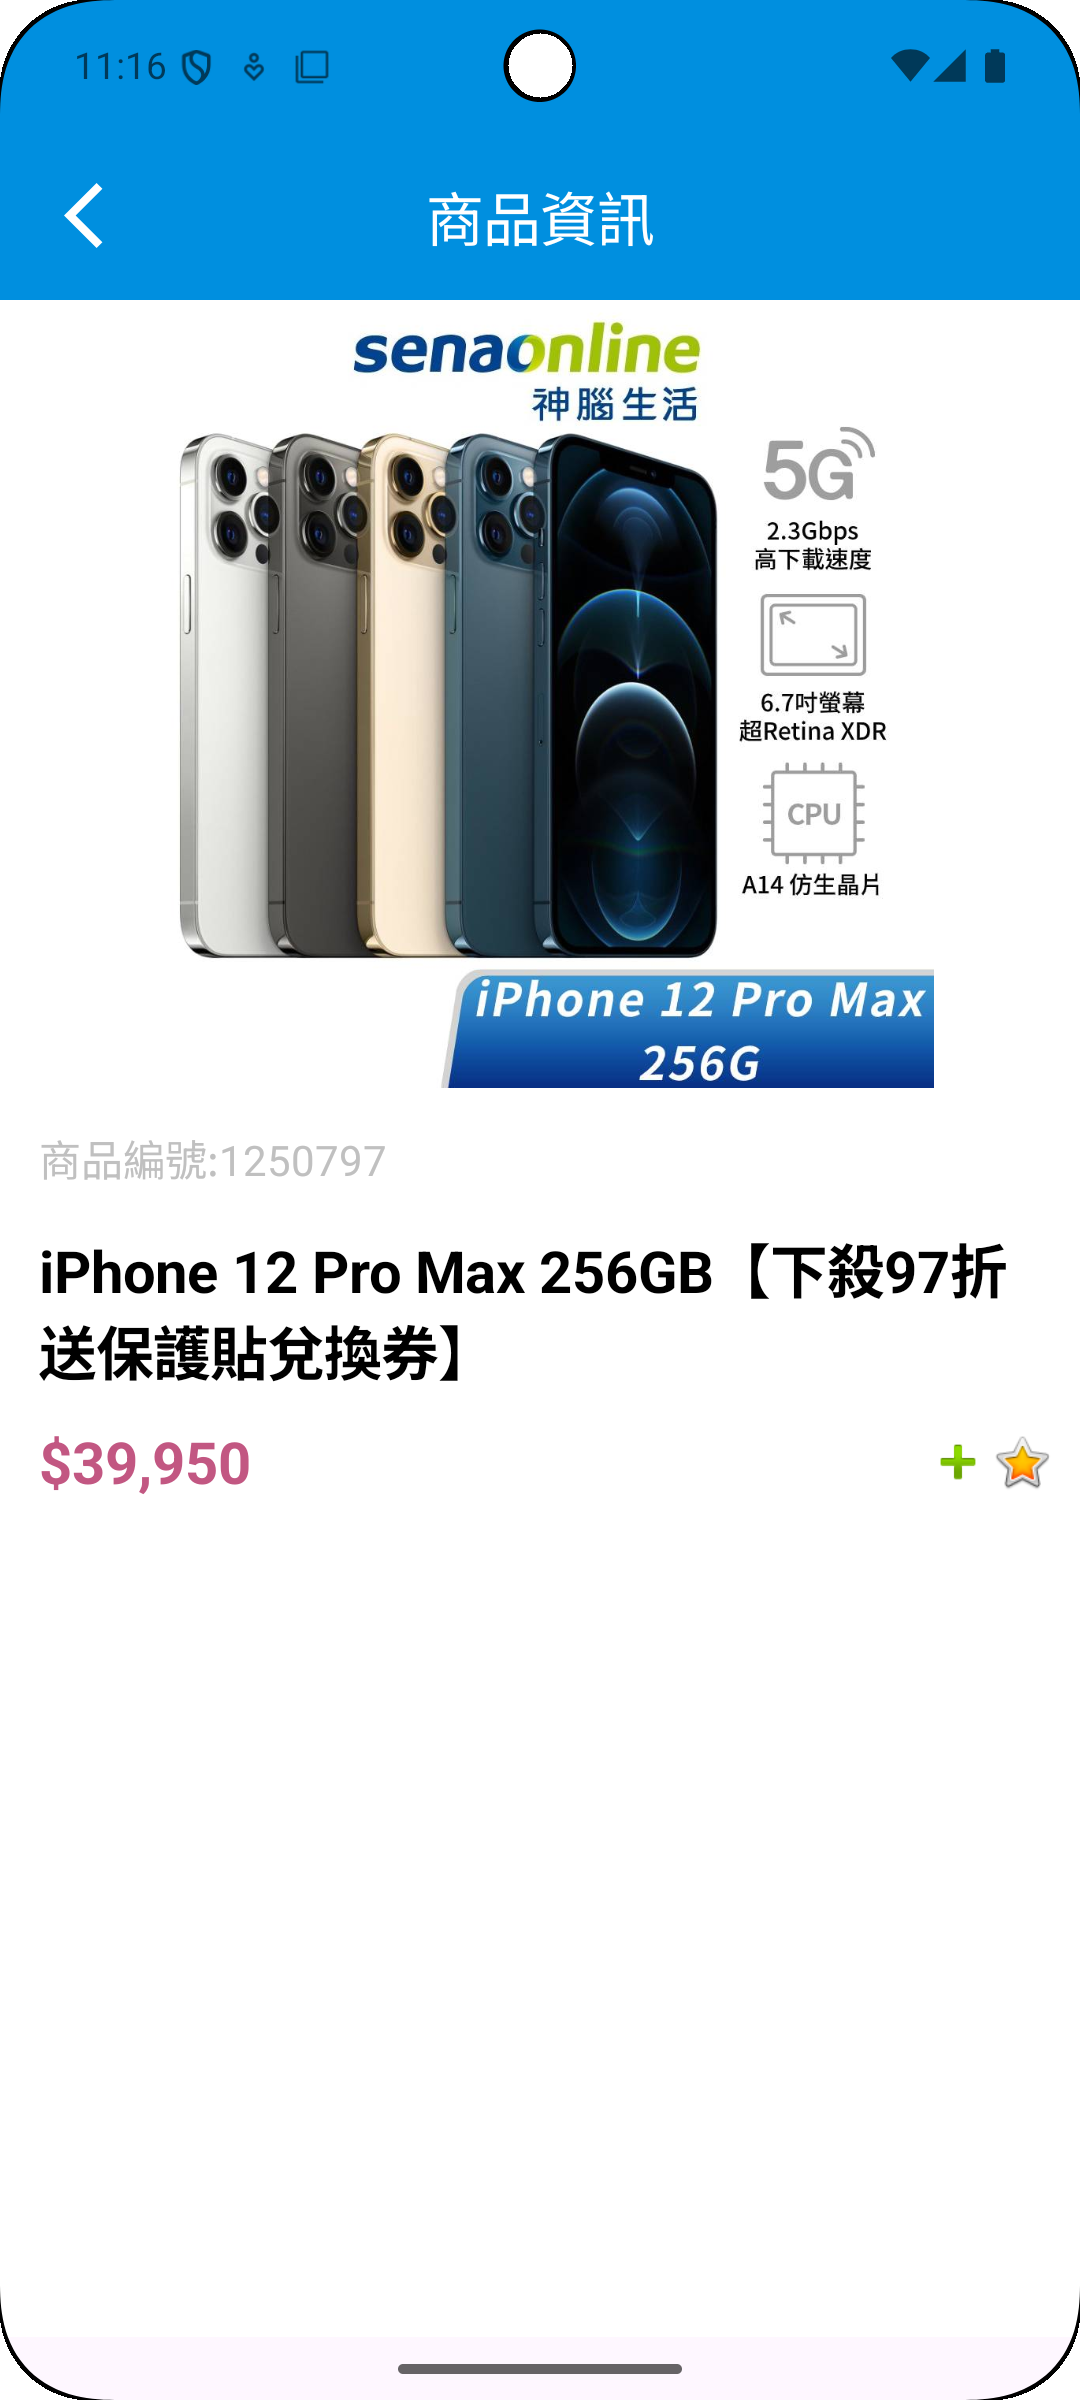 11:16
商品資訊
senaonline
神腦生活
5G
2.3Gbps
高下載速度
6.7吋螢幕
超Retina XDR
CPU
A14 仿生晶片
iPhone 12 Pro Max
256G
商品編號:1250797
iPhone 12 Pro Max 256GB【下殺97折
送保護貼兌換券】
$39,950